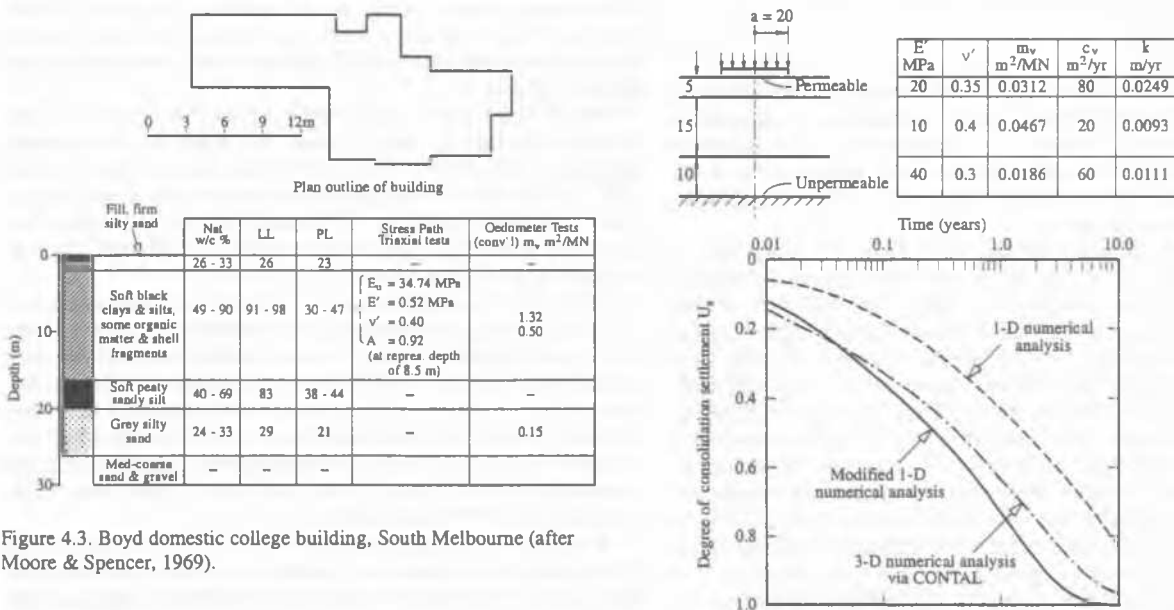 0 3 6 9 12m
Plan outline of building
Fill, firm
silty sand
Nat
w/c %
LL
PL
Stress Path
Triaxial tests
Oedometer Tests
(conv'l) mv m²/MN
26 - 33 26 23 – –
Soft black
clays & silts,
some organic
matter & shell
fragments
49 - 90 91 - 98 30 - 47
Eu = 34.74 MPa
E' = 0.52 MPa
ν' = 0.40
A = 0.92
(at repres. depth
of 8.5 m)
1.32
0.50
Soft peaty
sandy silt
40 - 69 83 38 - 44 – –
Grey silty
sand
24 - 33 29 21 – 0.15
Med-coarse
sand & gravel
– – – –
Depth (m)
0
10
20
30
Figure 4.3. Boyd domestic college building, South Melbourne (after
Moore & Spencer, 1969).
a = 20
5
15
10
Permeable
Unpermeable
E'
MPa
ν'
mv
m²/MN
cv
m²/yr
k
m/yr
20 0.35 0.0312 80 0.0249
10 0.4 0.0467 20 0.0093
40 0.3 0.0186 60 0.0111
Time (years)
0.01 0.1 1.0 10.0
0
0.2
0.4
0.6
0.8
1.0
Degree of consolidation settlement Us
1-D numerical
analysis
Modified 1-D
numerical analysis
3-D numerical analysis
via CONTAL